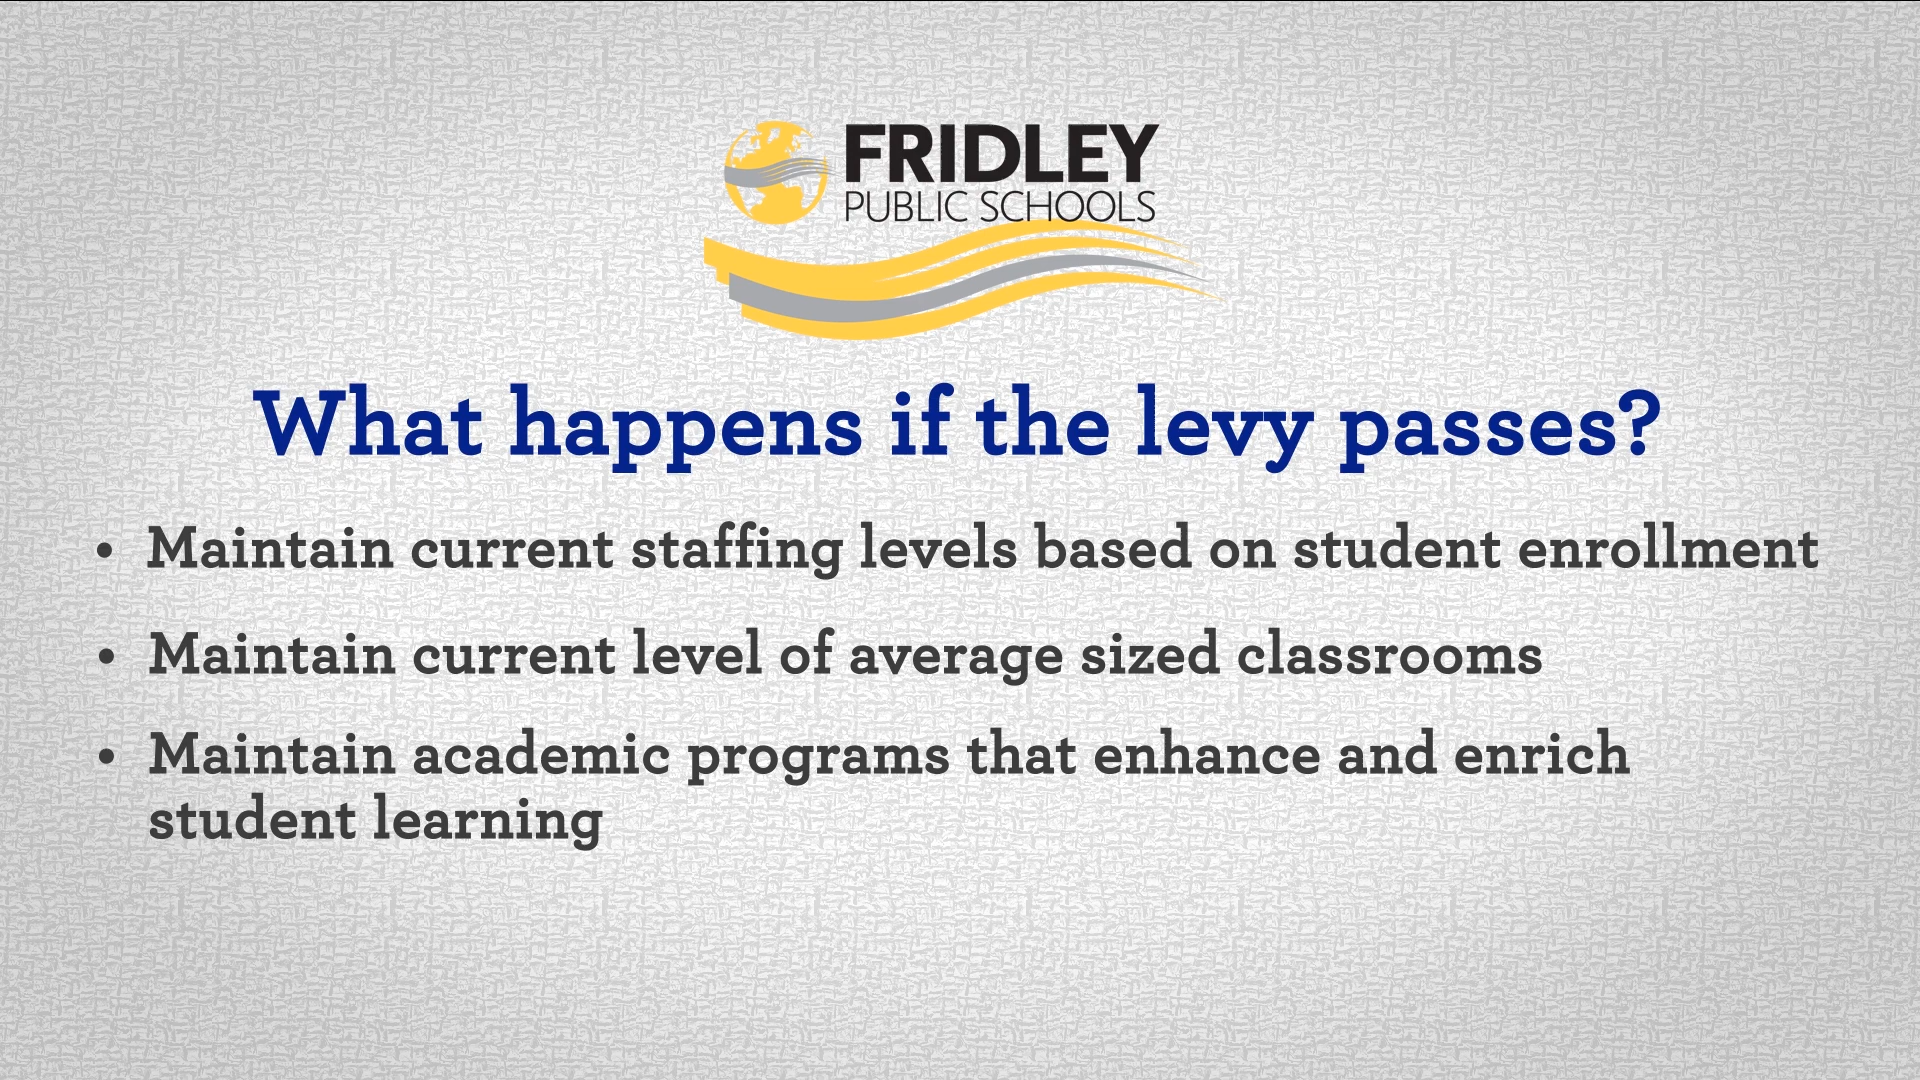 FRIDLEY
PUBLIC SCHOOLS
What happens if the levy passes?
• Maintain current staffing levels based on student enrollment
• Maintain current level of average sized classrooms
• Maintain academic programs that enhance and enrich
student learning